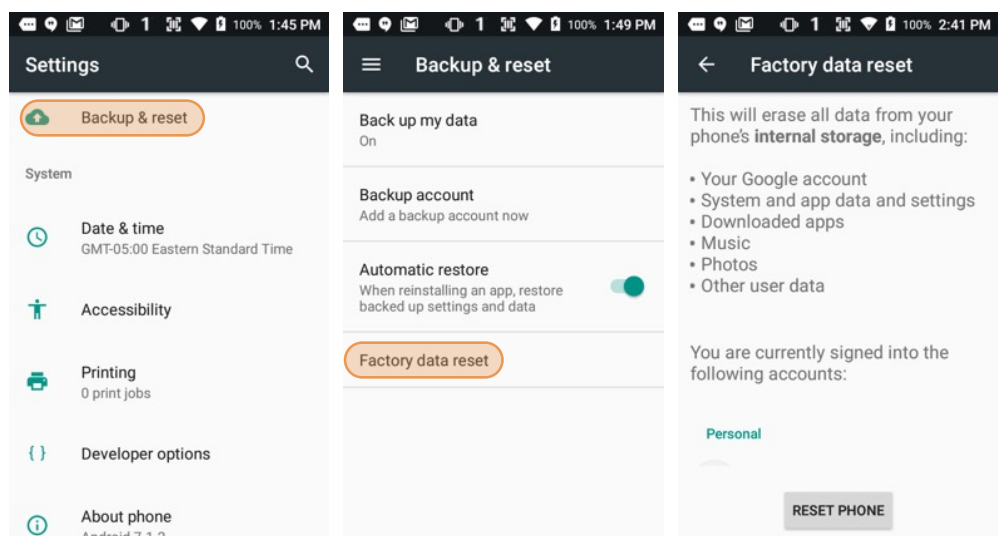 1 100% 1:45 PM
Settings
Backup & reset
System
Date & time
GMT-05:00 Eastern Standard Time
Accessibility
Printing
0 print jobs
{ } Developer options
About phone
Android 7.1.2
1 100% 1:49 PM
Backup & reset
Back up my data
On
Backup account
Add a backup account now
Automatic restore
When reinstalling an app, restore
backed up settings and data
Factory data reset
1 100% 2:41 PM
Factory data reset
This will erase all data from your
phone's internal storage, including:
• Your Google account
• System and app data and settings
• Downloaded apps
• Music
• Photos
• Other user data
You are currently signed into the
following accounts:
Personal
RESET PHONE